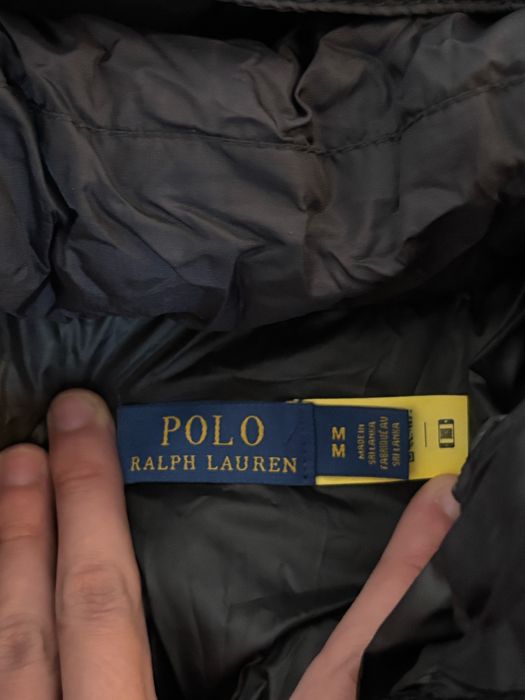 POLO
RALPH LAUREN
M
M
MADE IN
SRI LANKA
FABRIQUÉ AU
SRI LANKA